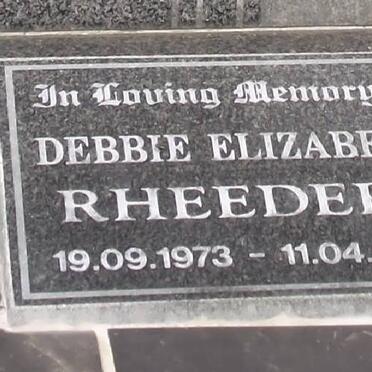 In Loving Memory
DEBBIE ELIZABE
RHEEDE
19.09.1973 - 11.04.